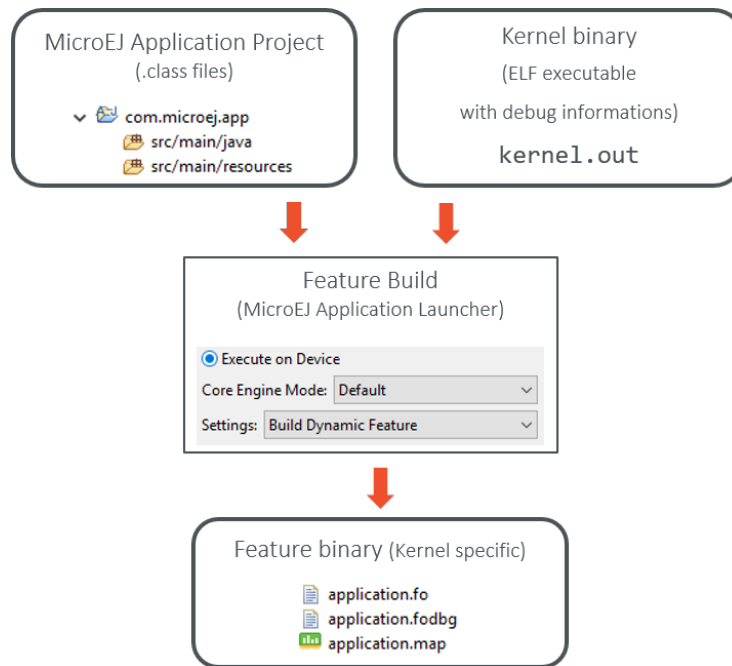 MicroEJ Application Project
(.class files)
com.microej.app
src/main/java
src/main/resources
Kernel binary
(ELF executable
with debug informations)
kernel.out
Feature Build
(MicroEJ Application Launcher)
Execute on Device
Core Engine Mode: Default
Settings: Build Dynamic Feature
Feature binary (Kernel specific)
application.fo
application.fodbg
application.map